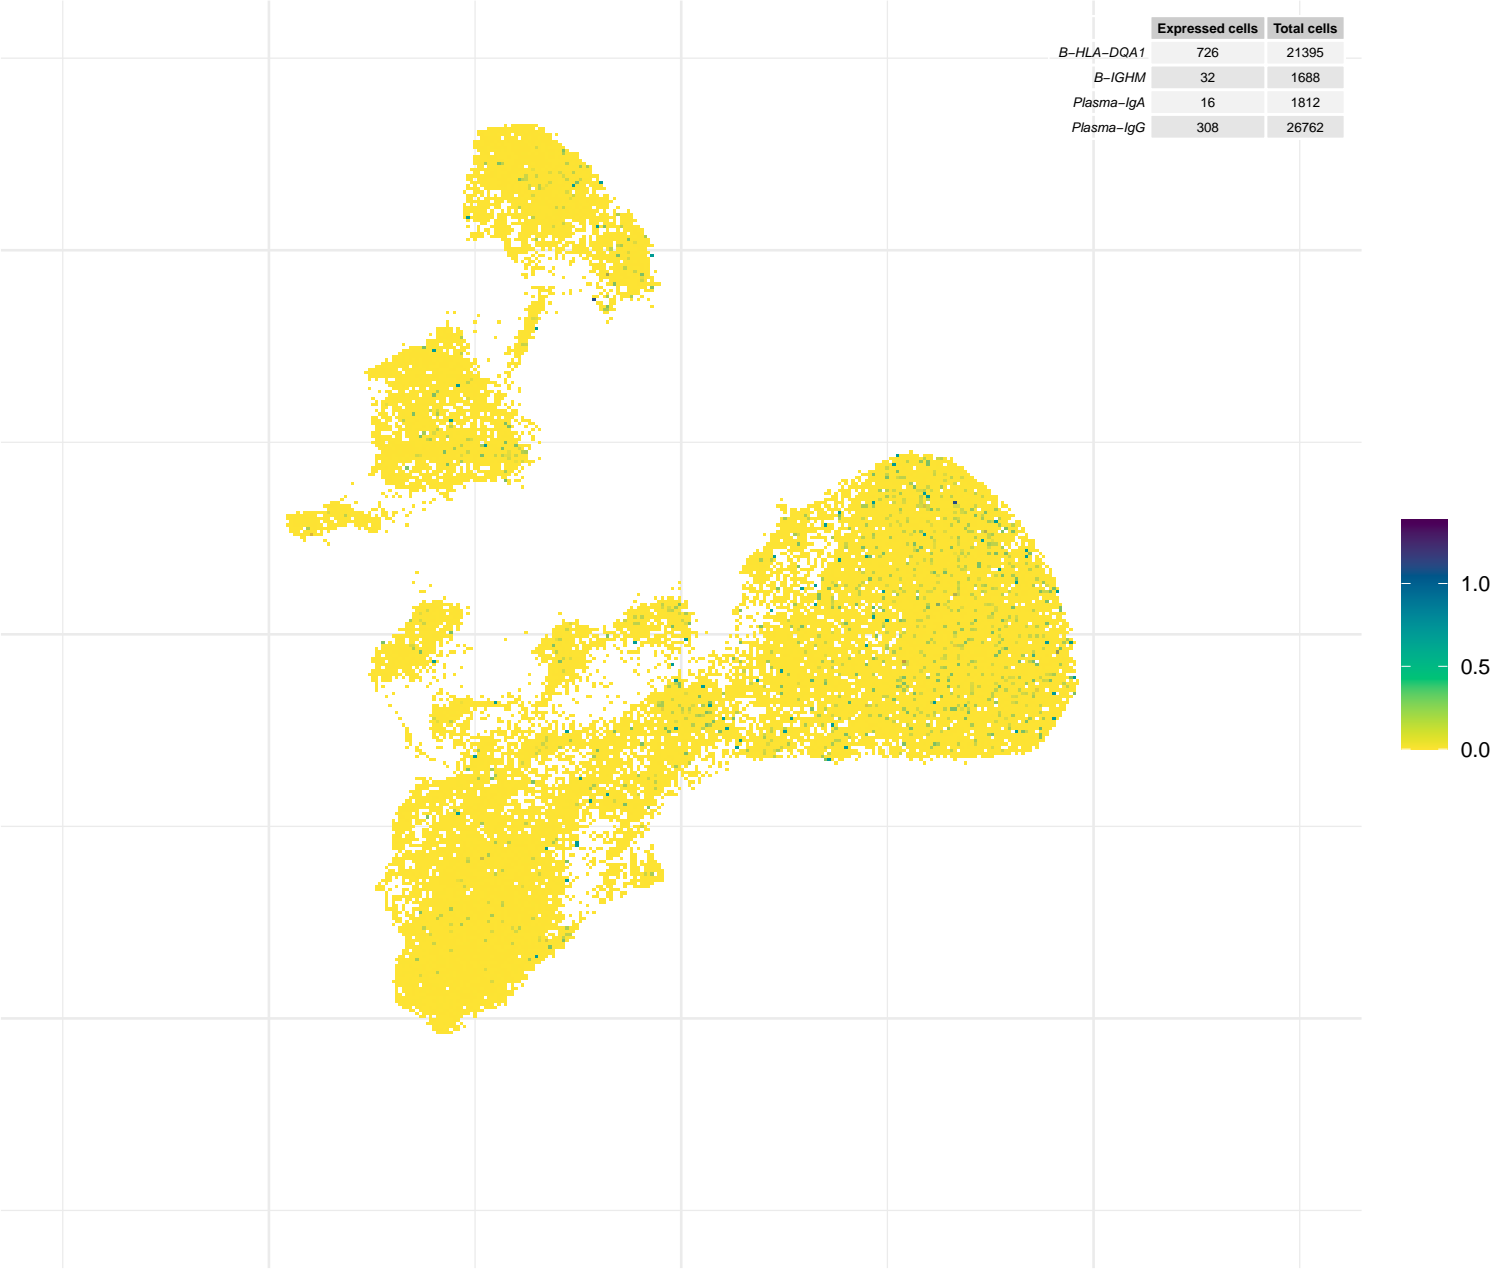 Expressed cells Total cells
B−HLA−DQA1 726 21395
B−IGHM 32 1688
Plasma−IgA 16 1812
Plasma−IgG 308 26762
1.0
0.5
0.0